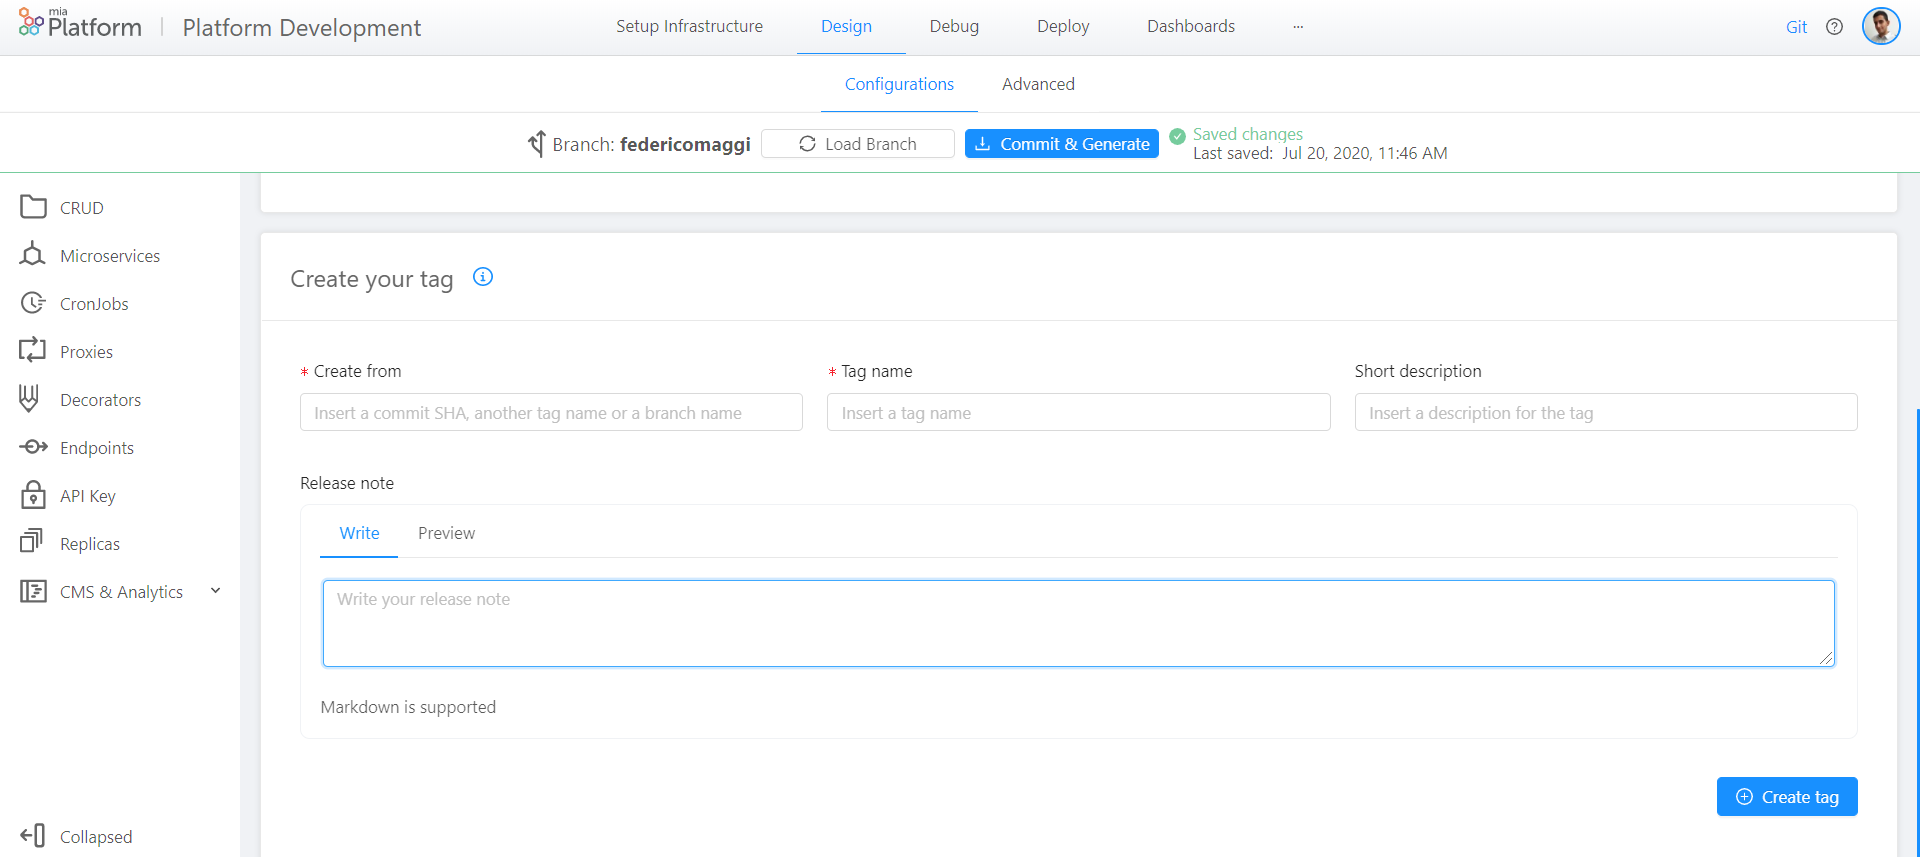 mia
Platform
Platform Development
Setup Infrastructure
Design
Debug
Deploy
Dashboards
...
Git
Configurations
Advanced
Branch: federicomaggi
Load Branch
Commit & Generate
Saved changes
Last saved: Jul 20, 2020, 11:46 AM
CRUD
Microservices
CronJobs
Proxies
Decorators
Endpoints
API Key
Replicas
CMS & Analytics
Collapsed
Create your tag
* Create from
Insert a commit SHA, another tag name or a branch name
* Tag name
Insert a tag name
Short description
Insert a description for the tag
Release note
Write
Preview
Write your release note
Markdown is supported
Create tag